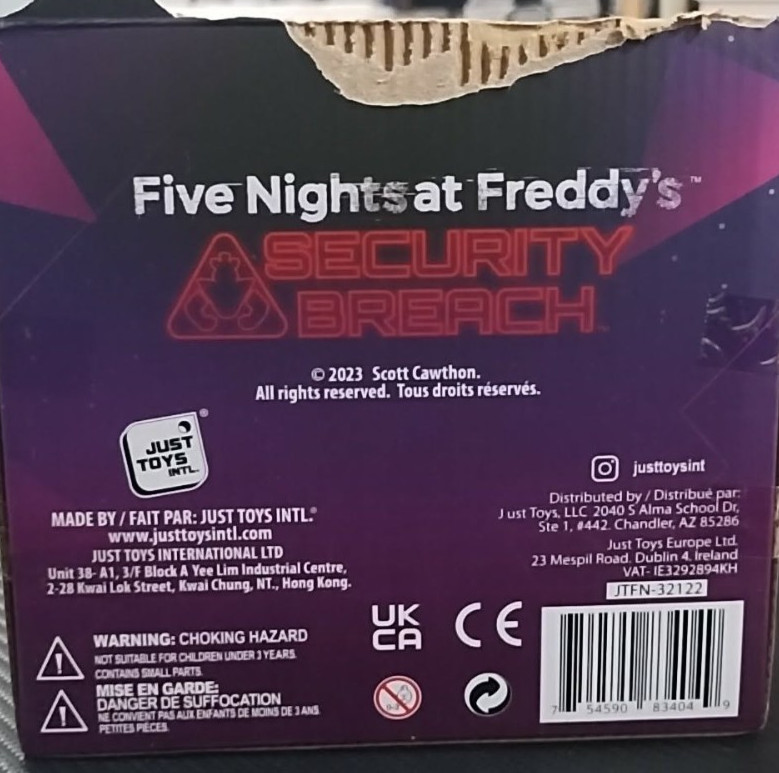 Five Nights at Freddy's™
SECURITY
BREACH™
© 2023 Scott Cawthon.
All rights reserved. Tous droits réservés.
JUST
TOYS
INTL.
®
MADE BY / FAIT PAR: JUST TOYS INTL.®
www.justtoysintl.com
JUST TOYS INTERNATIONAL LTD
Unit 38- A1, 3/F Block A Yee Lim Industrial Centre,
2-28 Kwai Lok Street, Kwai Chung, NT., Hong Kong.
justtoysint
Distributed by / Distribué par:
Just Toys, LLC 2040 S Alma School Dr,
Ste 1, #442. Chandler, AZ 85286
Just Toys Europe Ltd.
23 Mespil Road. Dublin 4, Ireland
VAT- IE3292894KH
JTFN-32122
WARNING: CHOKING HAZARD
NOT SUITABLE FOR CHILDREN UNDER 3 YEARS.
CONTAINS SMALL PARTS.
MISE EN GARDE:
DANGER DE SUFFOCATION
NE CONVIENT PAS AUX ENFANTS DE MOINS DE 3 ANS.
PETITES PIÈCES.
UK
CA
CE
0-3
7 54590 83404 9